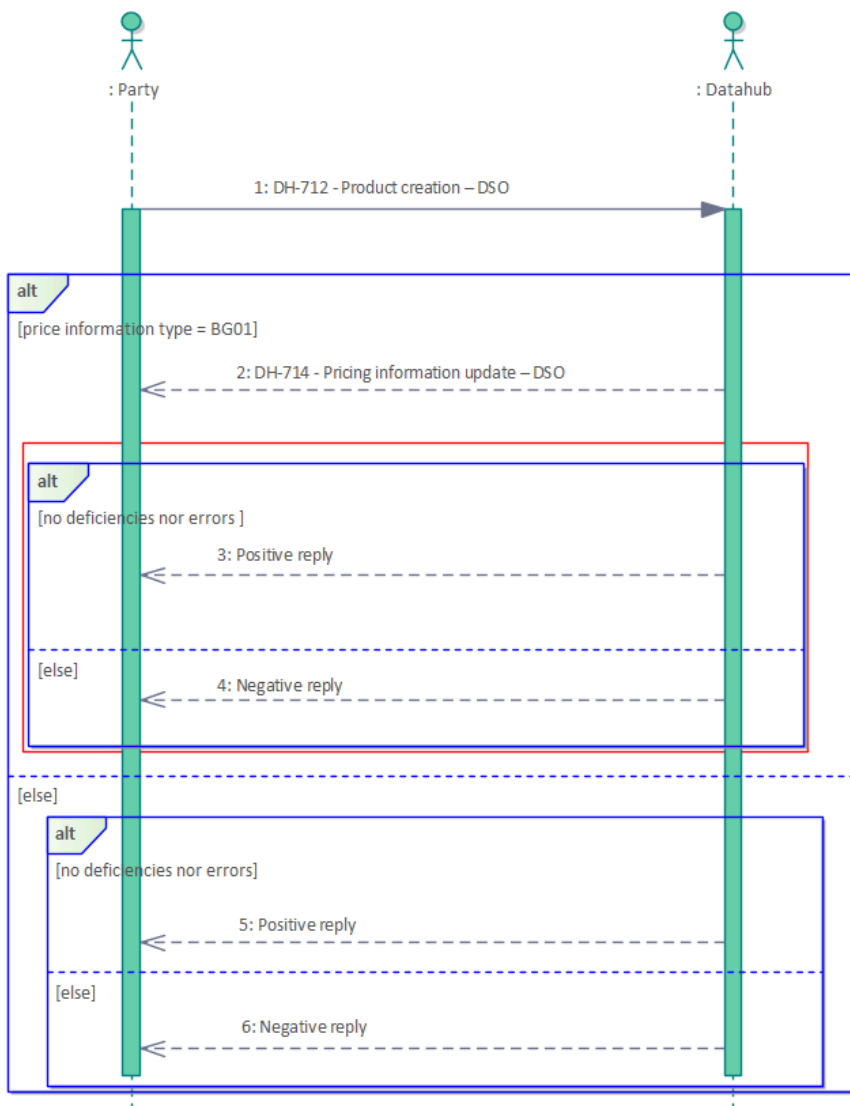 : Party
: Datahub
1: DH-712 - Product creation – DSO
alt
[price information type = BG01]
2: DH-714 - Pricing information update – DSO
alt
[no deficiencies nor errors ]
3: Positive reply
[else]
4: Negative reply
[else]
alt
[no deficiencies nor errors]
5: Positive reply
[else]
6: Negative reply